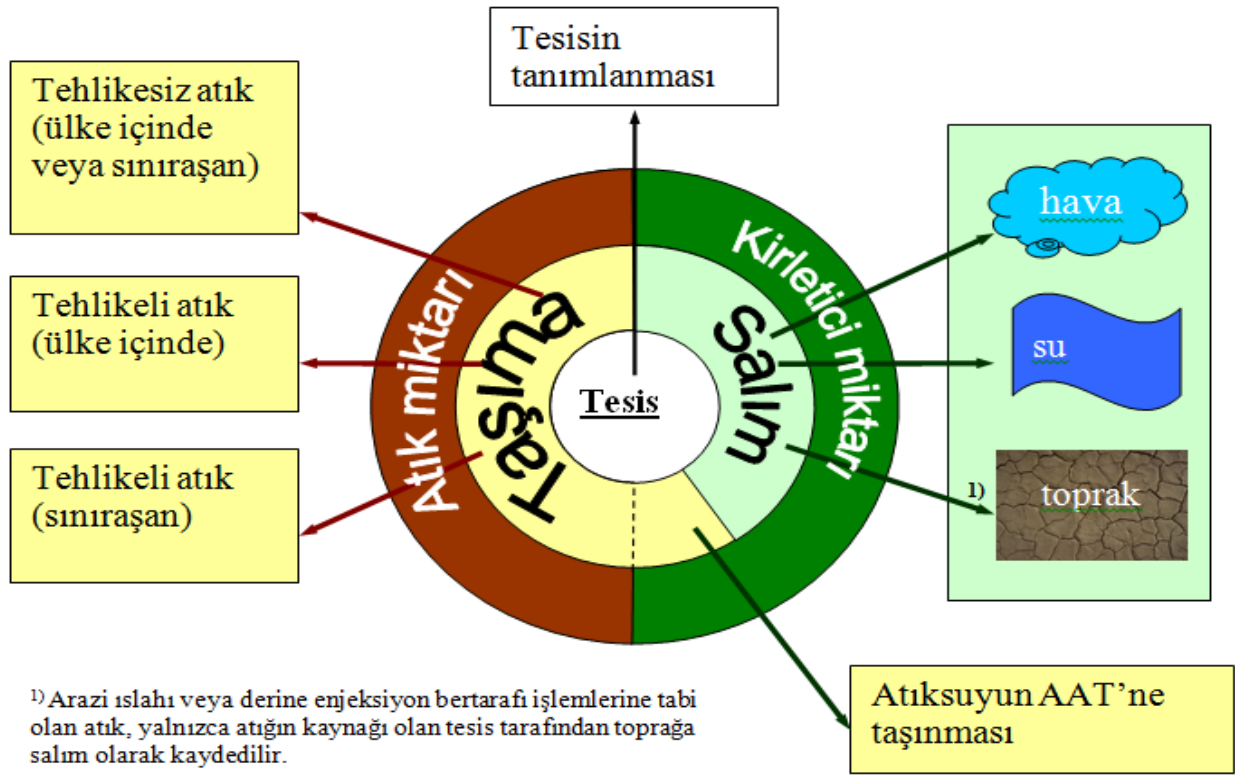 Tesisin
tanımlanması
Tehlikesiz atık
(ülke içinde
veya sınıraşan)
Tehlikeli atık
(ülke içinde)
Tehlikeli atık
(sınıraşan)
Atık miktarı
Taşıma
Tesis
Salım
Kirletici miktarı
hava
su
1)
toprak
Atıksuyun AAT’ne
taşınması
1) Arazi ıslahı veya derine enjeksiyon bertarafı işlemlerine tabi
olan atık, yalnızca atığın kaynağı olan tesis tarafından toprağa
salım olarak kaydedilir.